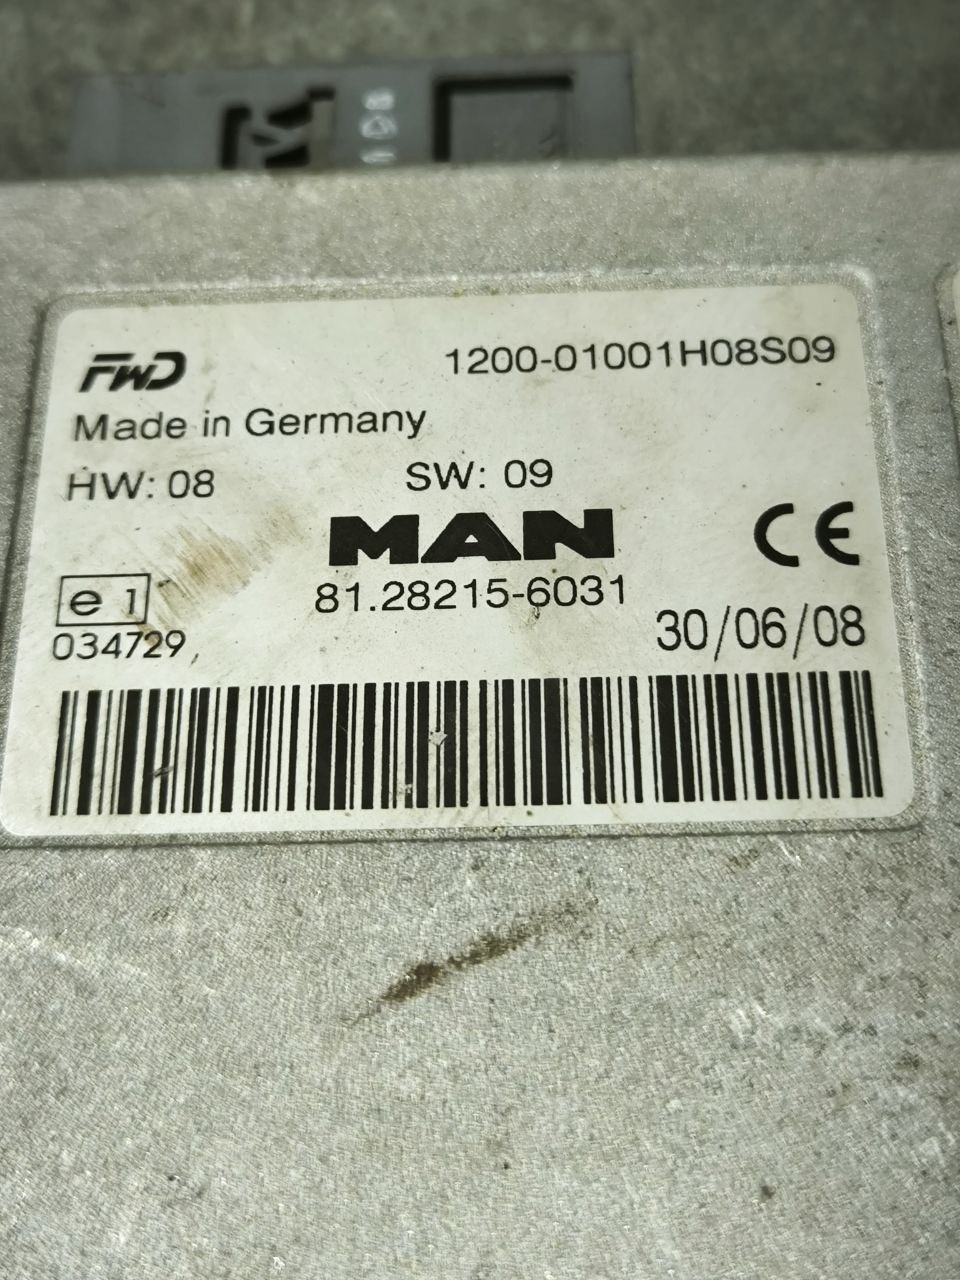 FWD
1200-01001H08S09
Made in Germany
HW: 08
SW: 09
MAN
CE
81.28215-6031
e 1
034729
30/06/08